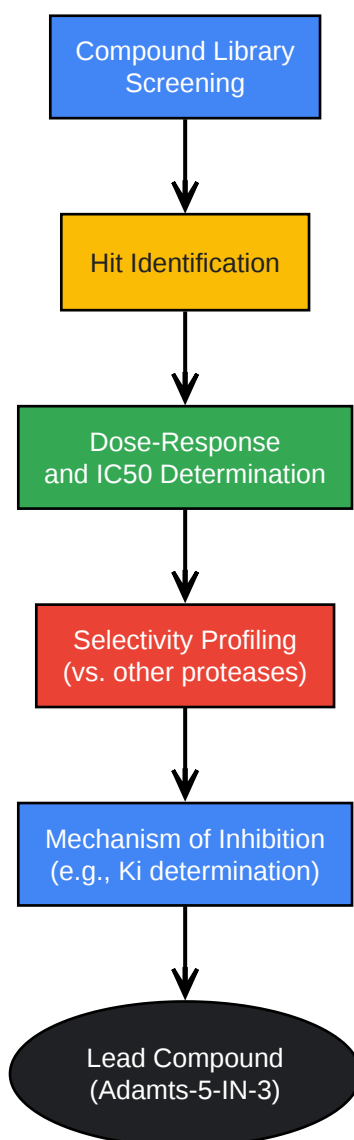 Compound Library
Screening
Hit Identification
Dose-Response
and IC50 Determination
Selectivity Profiling
(vs. other proteases)
Mechanism of Inhibition
(e.g., Ki determination)
Lead Compound
(Adamts-5-IN-3)